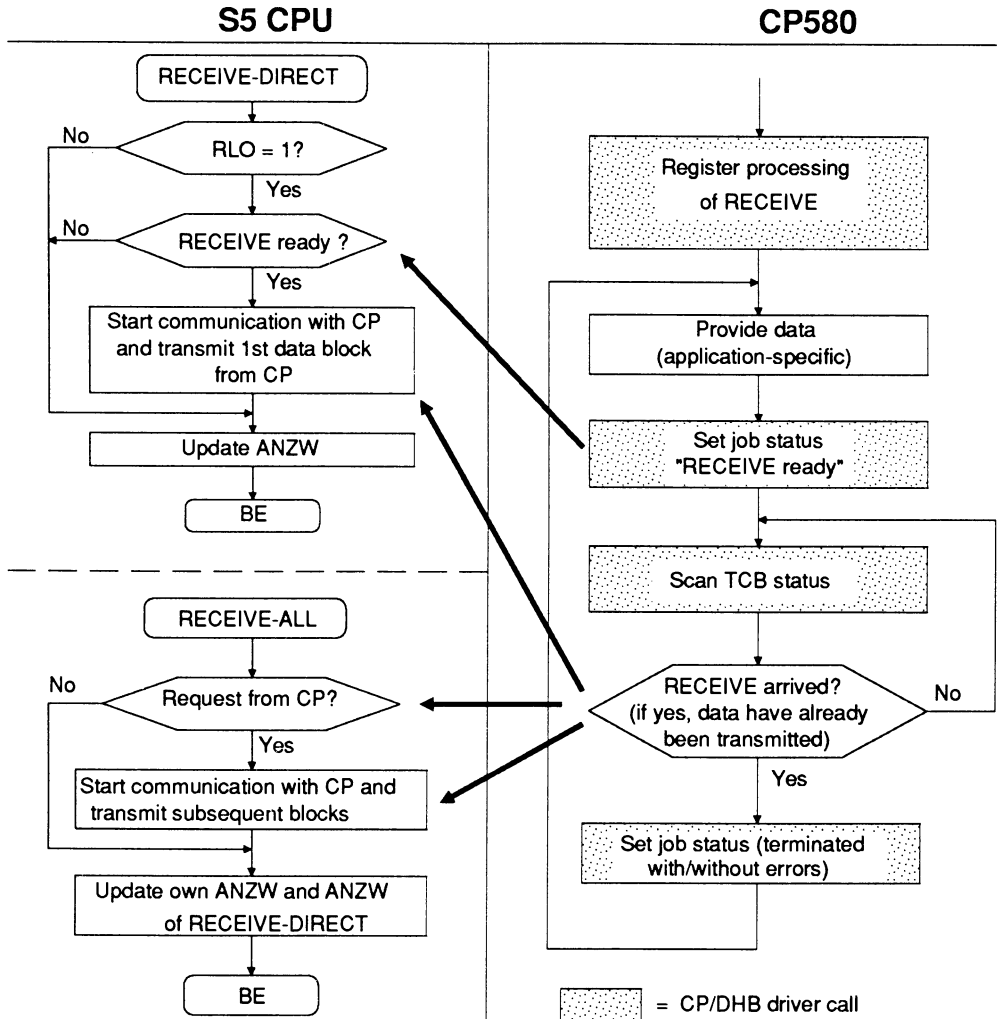 S5 CPU
CP580
RECEIVE-DIRECT
No
RLO = 1?
Yes
No
RECEIVE ready ?
Yes
Start communication with CP
and transmit 1st data block
from CP
Update ANZW
BE
RECEIVE-ALL
No
Request from CP?
Yes
Start communication with CP and
transmit subsequent blocks
Update own ANZW and ANZW
of RECEIVE-DIRECT
BE
Register processing
of RECEIVE
Provide data
(application-specific)
Set job status
"RECEIVE ready"
Scan TCB status
RECEIVE arrived?
(if yes, data have already
been transmitted)
No
Yes
Set job status (terminated
with/without errors)
= CP/DHB driver call